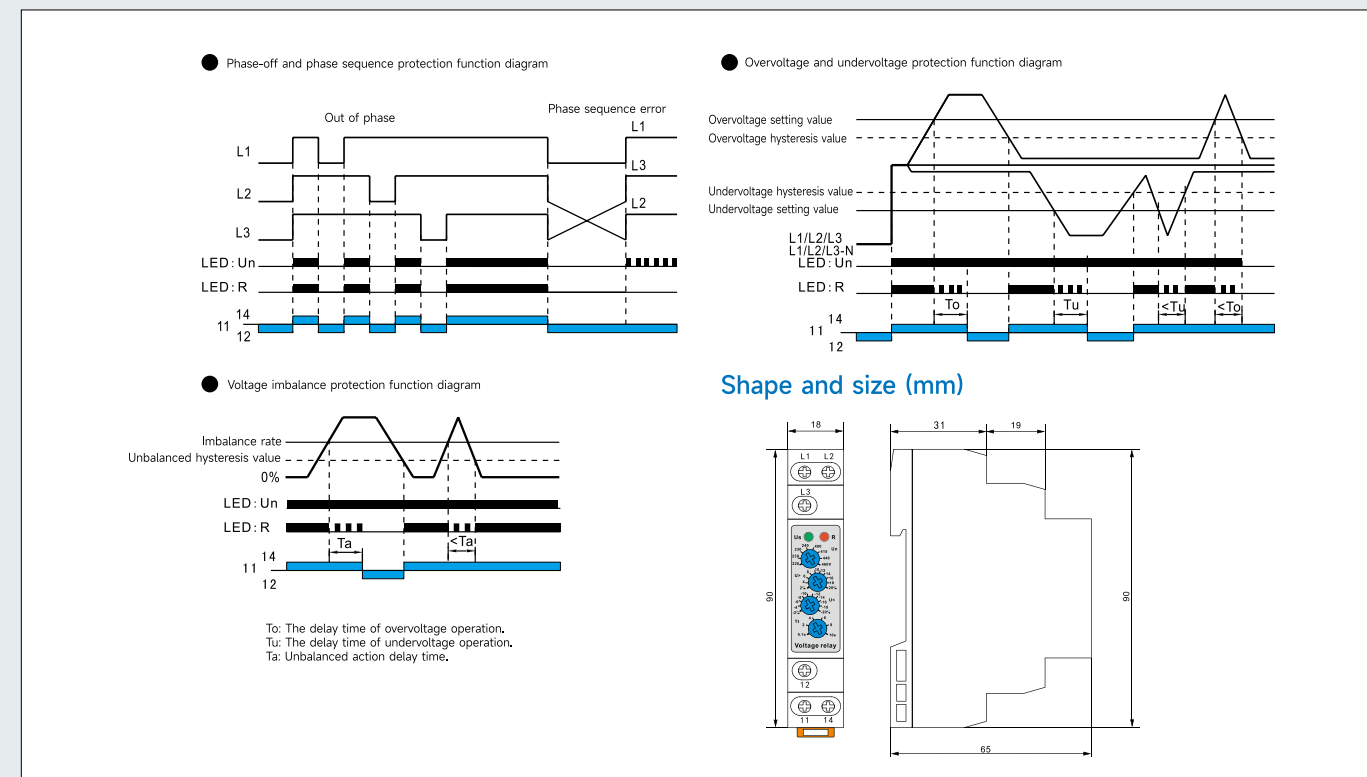 Phase-off and phase sequence protection function diagram
Out of phase
Phase sequence error
L1
L1
L3
L2
L2
L3
LED:Un
LED:R
14
11
12
Overvoltage and undervoltage protection function diagram
Overvoltage setting value
Overvoltage hysteresis value
Undervoltage hysteresis value
Undervoltage setting value
L1/L2/L3
L1/L2/L3-N
LED:Un
LED:R
To Tu <Tu <To
14
11
12
Voltage imbalance protection function diagram
Imbalance rate
Unbalanced hysteresis value
0%
LED:Un
LED:R
Ta <Ta
14
11
12
To: The delay time of overvoltage operation.
Tu: The delay time of undervoltage operation.
Ta: Unbalanced action delay time.
Shape and size (mm)
18
31 19
L1 L2
L3
R
Un
Voltage relay
12
11 14
90
90
65